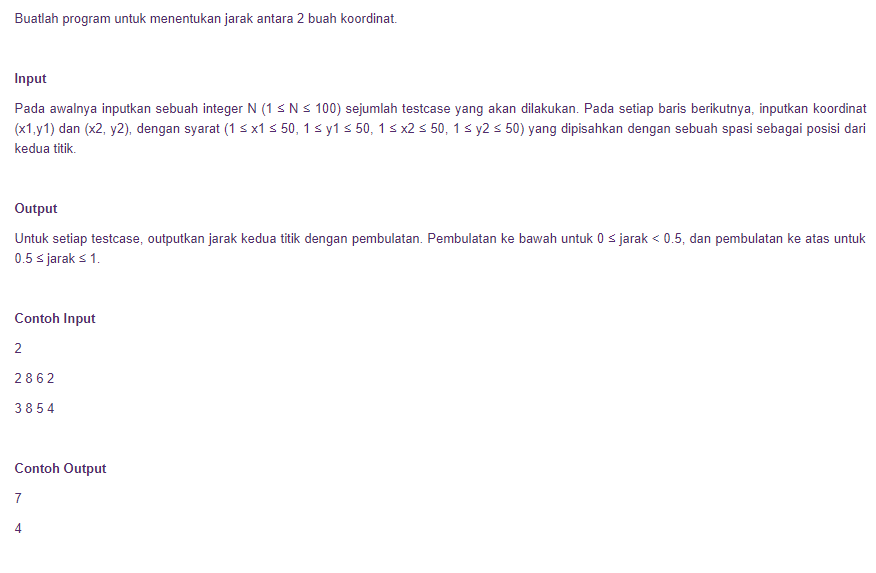 Buatlah program untuk menentukan jarak antara 2 buah koordinat.
Input
Pada awalnya inputkan sebuah integer N (1 ≤ N ≤ 100) sejumlah testcase yang akan dilakukan. Pada setiap baris berikutnya, inputkan koordinat
(x1,y1) dan (x2, y2), dengan syarat (1 ≤ x1 ≤ 50, 1 ≤ y1 ≤ 50, 1 ≤ x2 ≤ 50, 1 ≤ y2 ≤ 50) yang dipisahkan dengan sebuah spasi sebagai posisi dari
kedua titik.
Output
Untuk setiap testcase, outputkan jarak kedua titik dengan pembulatan. Pembulatan ke bawah untuk 0 ≤ jarak < 0.5, dan pembulatan ke atas untuk
0.5 ≤ jarak ≤ 1.
Contoh Input
2
2 8 6 2
3 8 5 4
Contoh Output
7
4